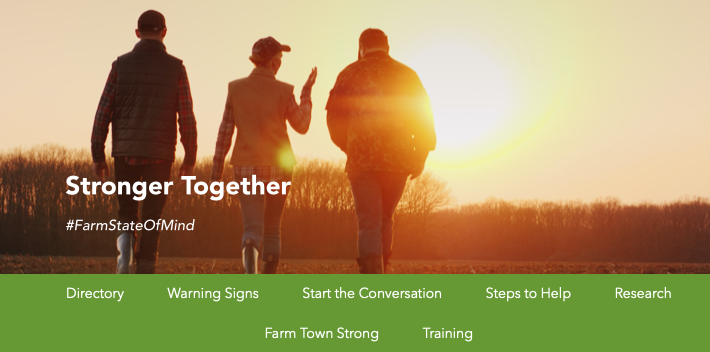 Stronger Together
#FarmStateOfMind
Directory Warning Signs Start the Conversation Steps to Help Research
Farm Town Strong Training